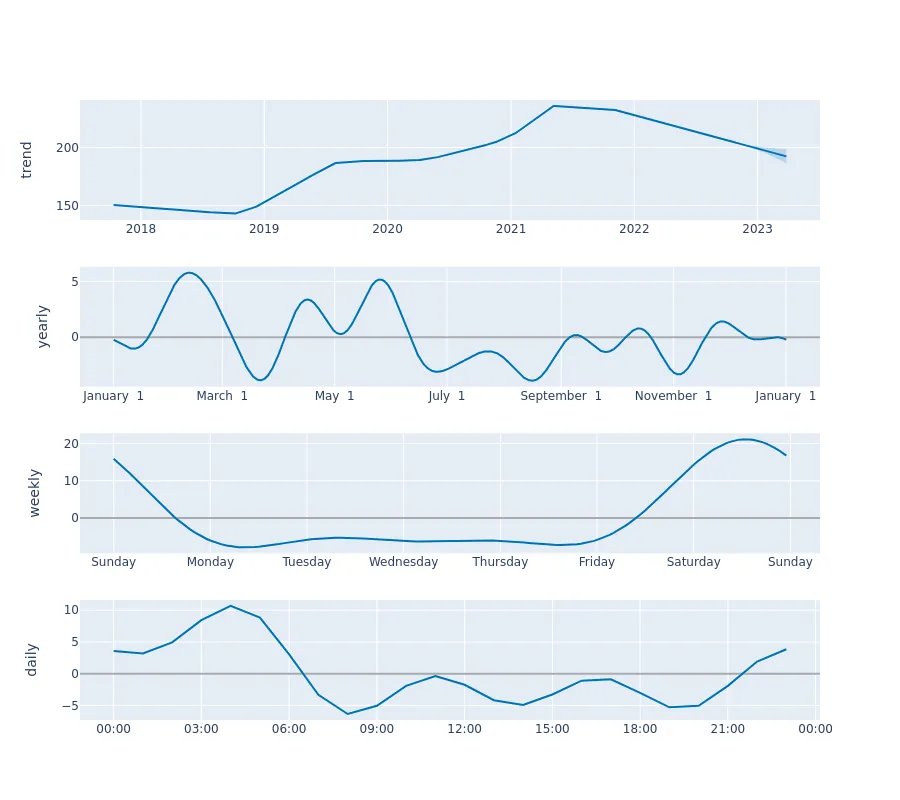 trend
200
150
2018 2019 2020 2021 2022 2023
yearly
5
0
January 1 March 1 May 1 July 1 September 1 November 1 January 1
weekly
20
10
0
Sunday Monday Tuesday Wednesday Thursday Friday Saturday Sunday
daily
10
5
0
−5
00:00 03:00 06:00 09:00 12:00 15:00 18:00 21:00 00:00